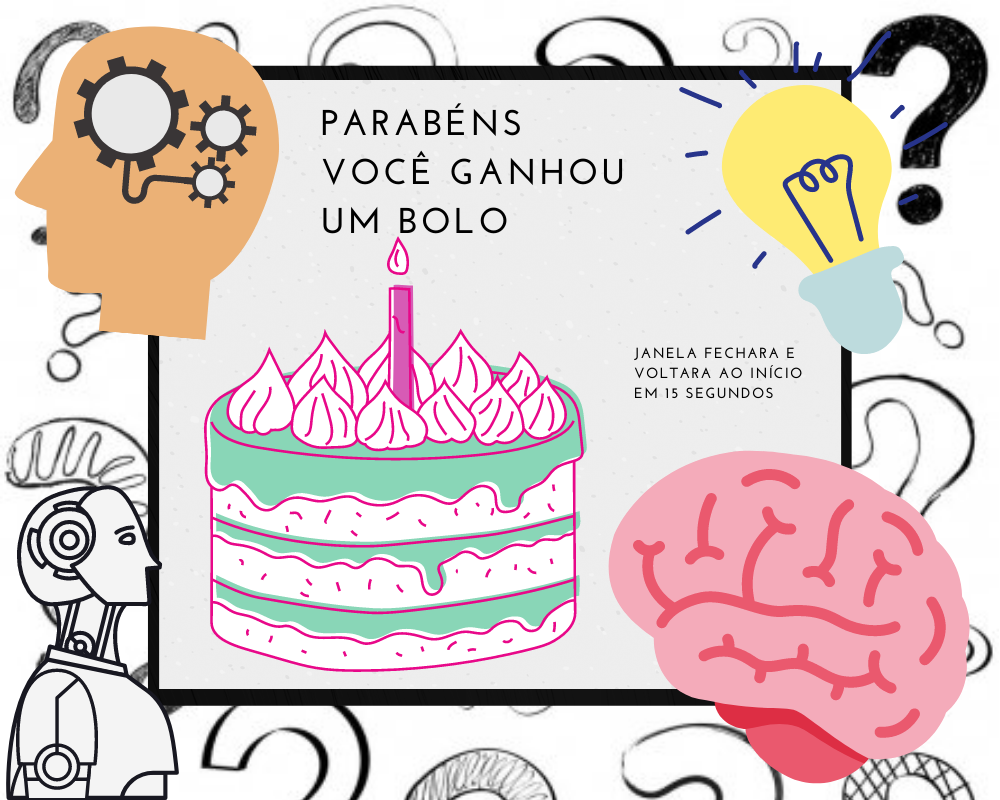 PARABÉNS
VOCÊ GANHOU
UM BOLO
JANELA FECHARA E
VOLTARA AO INÍCIO
EM 15 SEGUNDOS